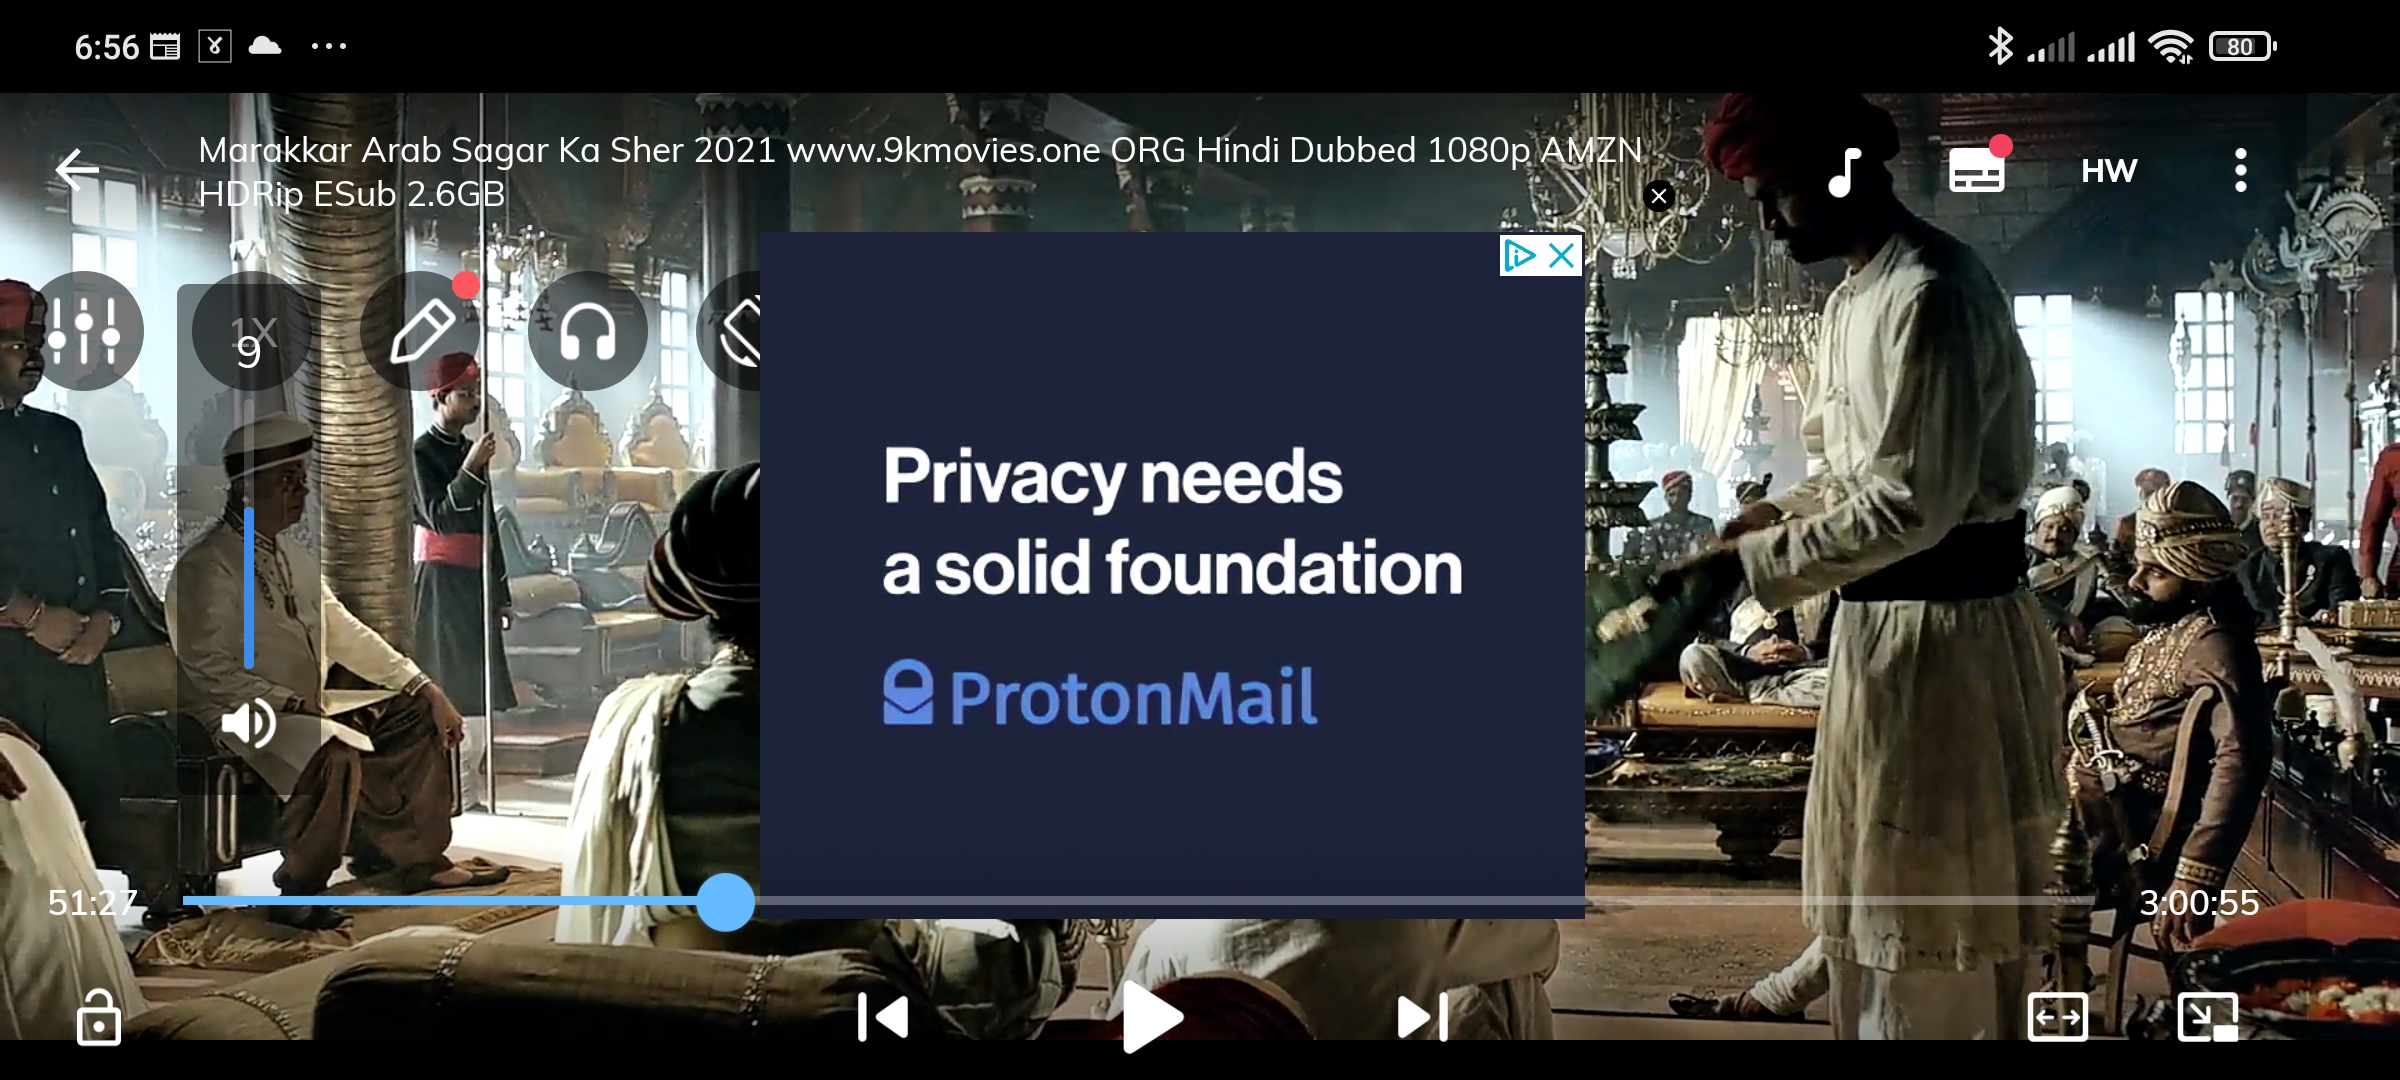 6:56
80
Marakkar Arab Sagar Ka Sher 2021 www.9kmovies.one ORG Hindi Dubbed 1080p AMZN
HDRip ESub 2.6GB
HW
1X
9
Privacy needs
a solid foundation
ProtonMail
51:27
3:00:55